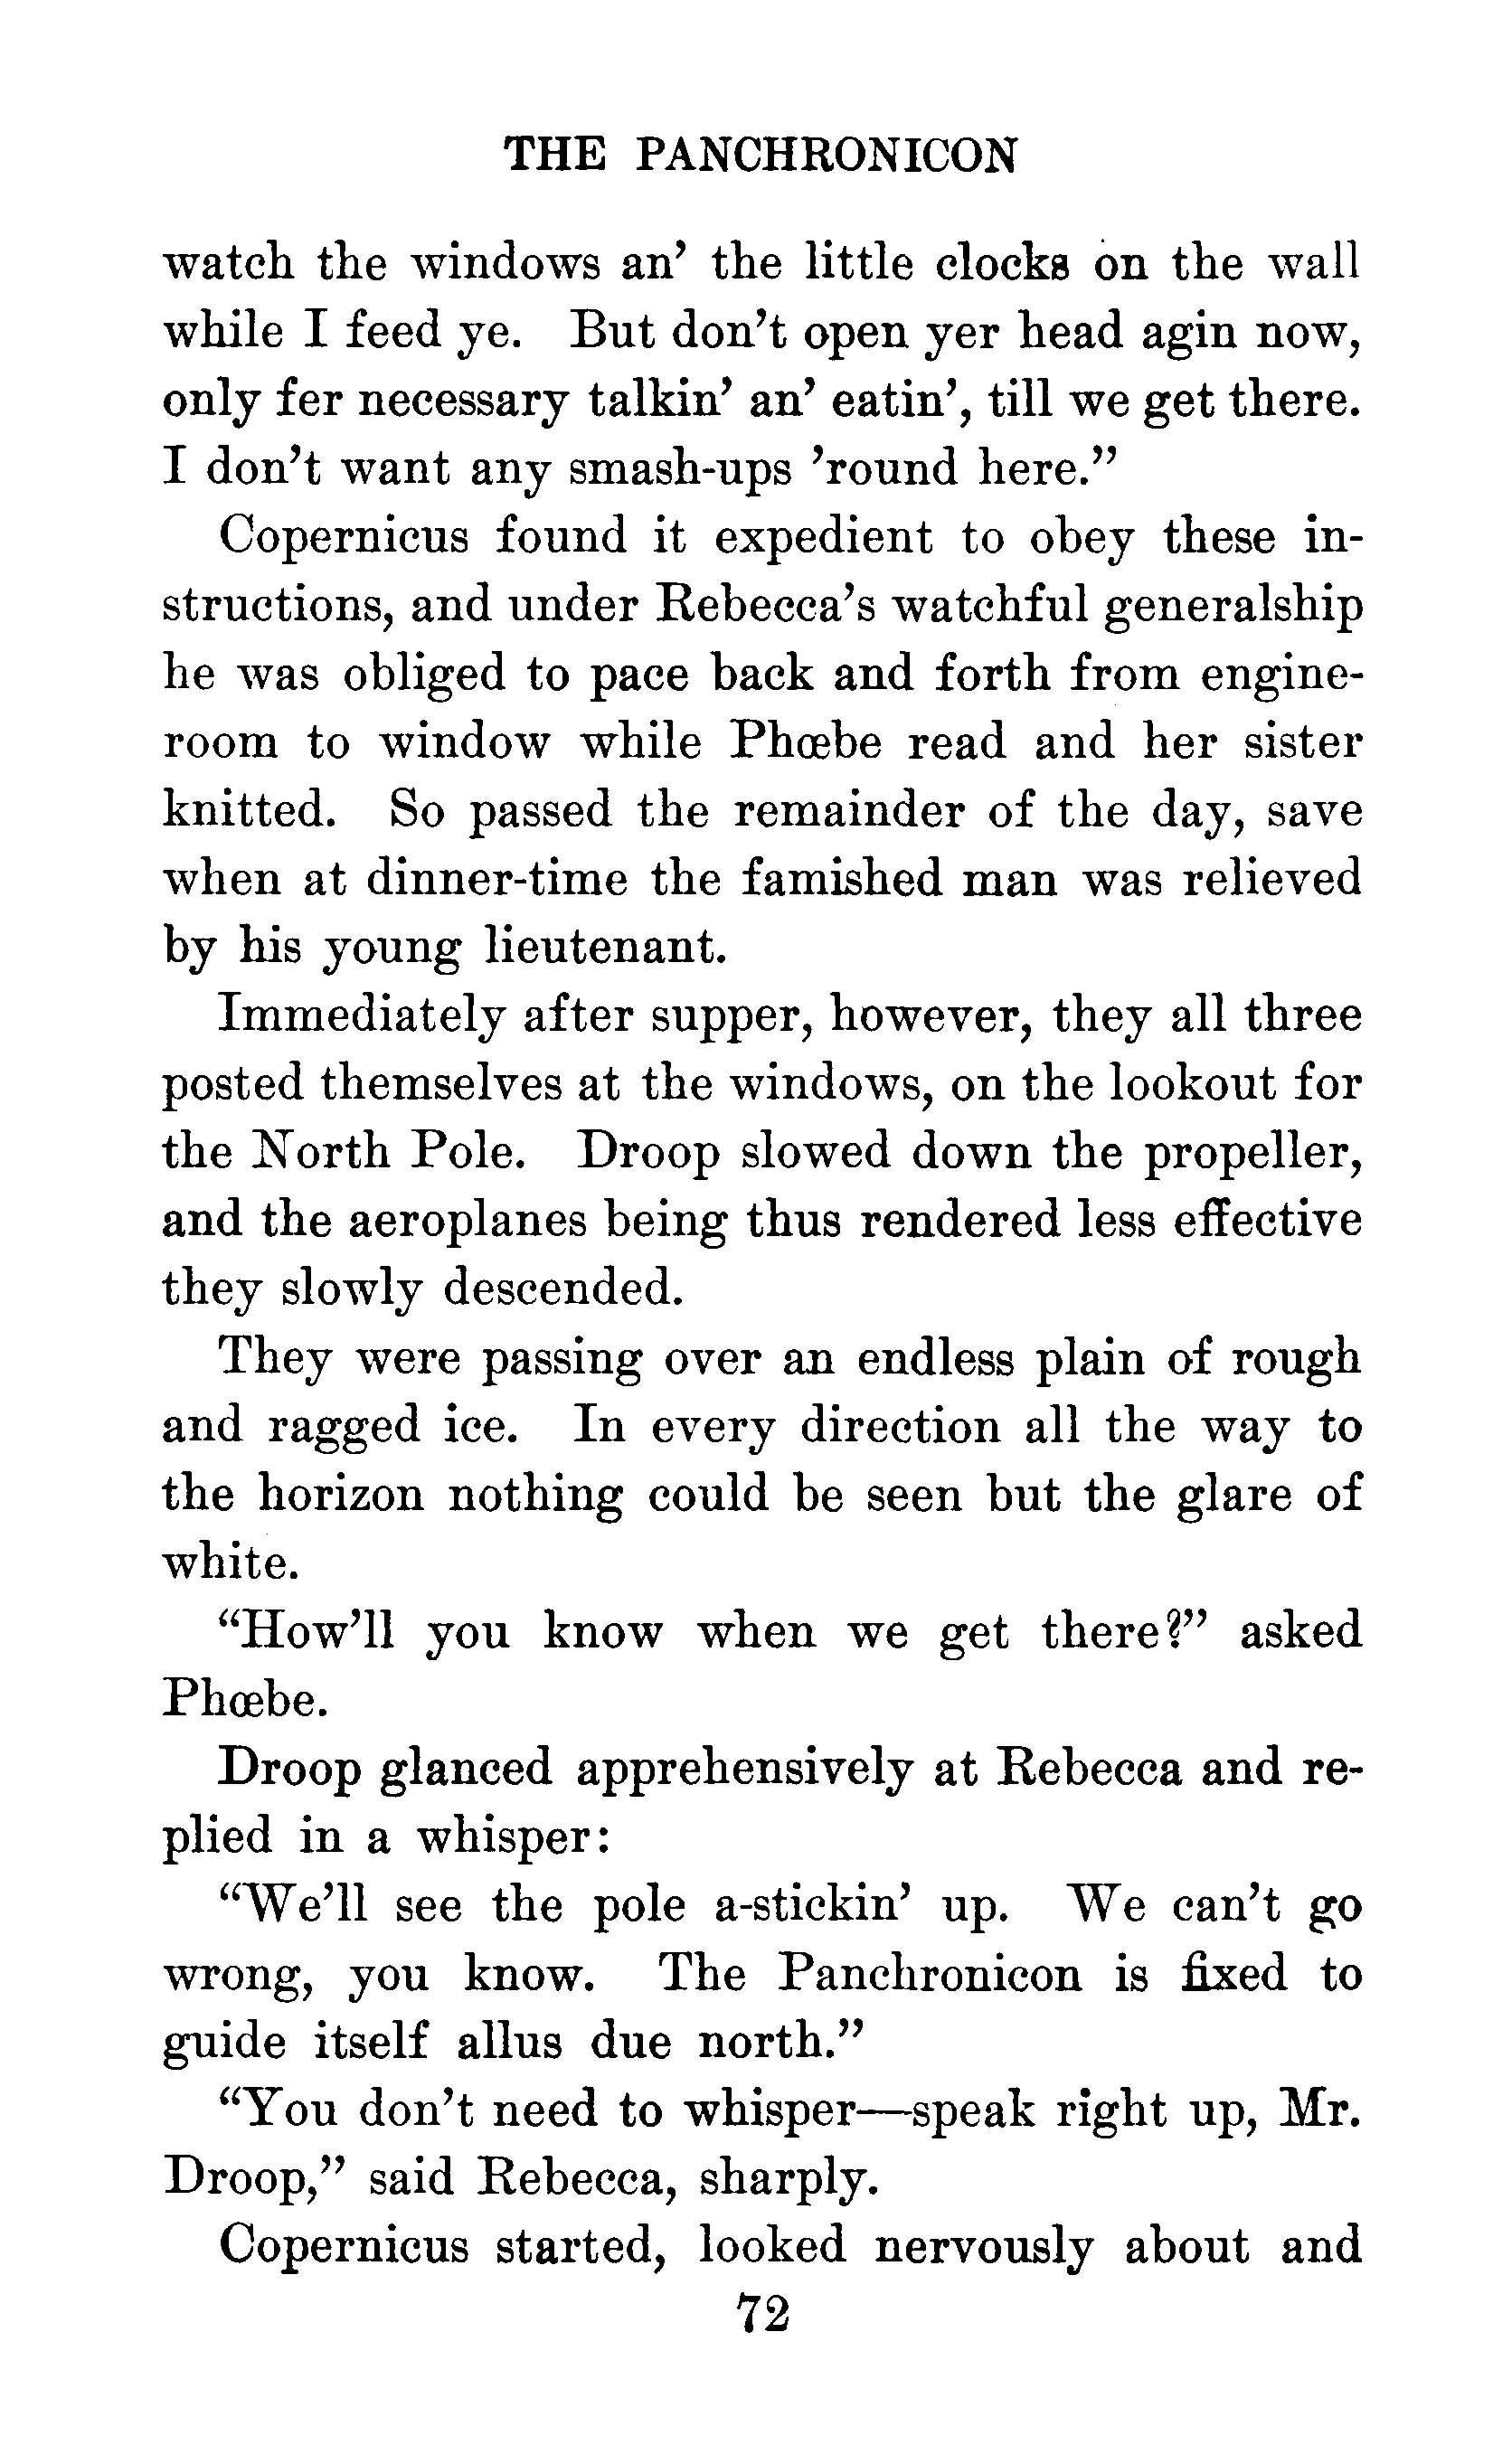 THE PANCHRONICON
watch the windows an’ the little clocks on the wall
while I feed ye. But don’t open yer head agin now,
only fer necessary talkin’ an’ eatin’, till we get there.
I don’t want any smash-ups ’round here.”
Copernicus found it expedient to obey these in-
structions, and under Rebecca’s watchful generalship
he was obliged to pace back and forth from engine-
room to window while Phœbe read and her sister
knitted. So passed the remainder of the day, save
when at dinner-time the famished man was relieved
by his young lieutenant.
Immediately after supper, however, they all three
posted themselves at the windows, on the lookout for
the North Pole. Droop slowed down the propeller,
and the aeroplanes being thus rendered less effective
they slowly descended.
They were passing over an endless plain of rough
and ragged ice. In every direction all the way to
the horizon nothing could be seen but the glare of
white.
“How’ll you know when we get there?” asked
Phœbe.
Droop glanced apprehensively at Rebecca and re-
plied in a whisper:
“We’ll see the pole a-stickin’ up. We can’t go
wrong, you know. The Panchronicon is fixed to
guide itself allus due north.”
“You don’t need to whisper—speak right up, Mr.
Droop,” said Rebecca, sharply.
Copernicus started, looked nervously about and
72